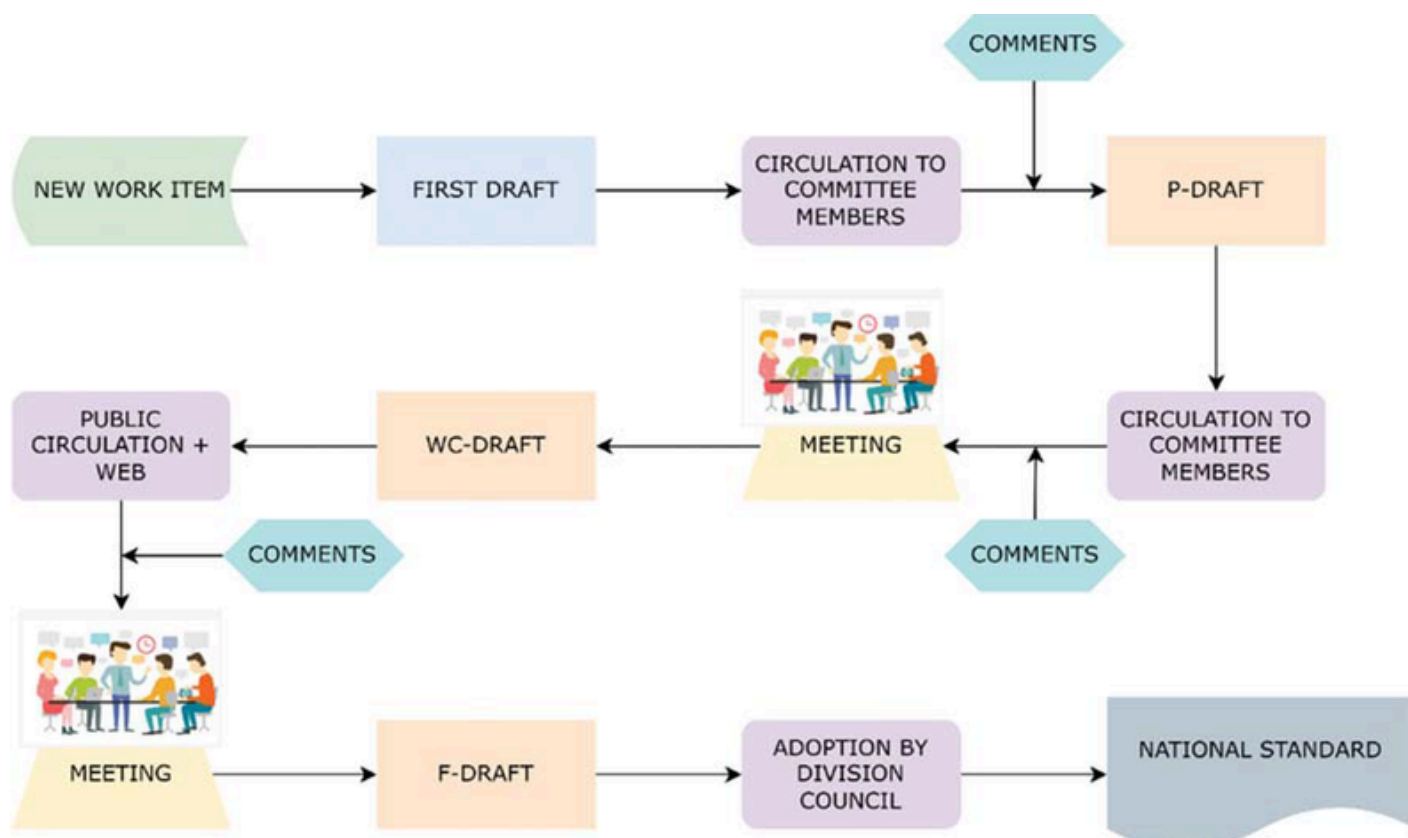 COMMENTS
NEW WORK ITEM
FIRST DRAFT
CIRCULATION TO
COMMITTEE
MEMBERS
P-DRAFT
PUBLIC
CIRCULATION +
WEB
WC-DRAFT
MEETING
CIRCULATION TO
COMMITTEE
MEMBERS
COMMENTS
COMMENTS
MEETING
F-DRAFT
ADOPTION BY
DIVISION
COUNCIL
NATIONAL STANDARD